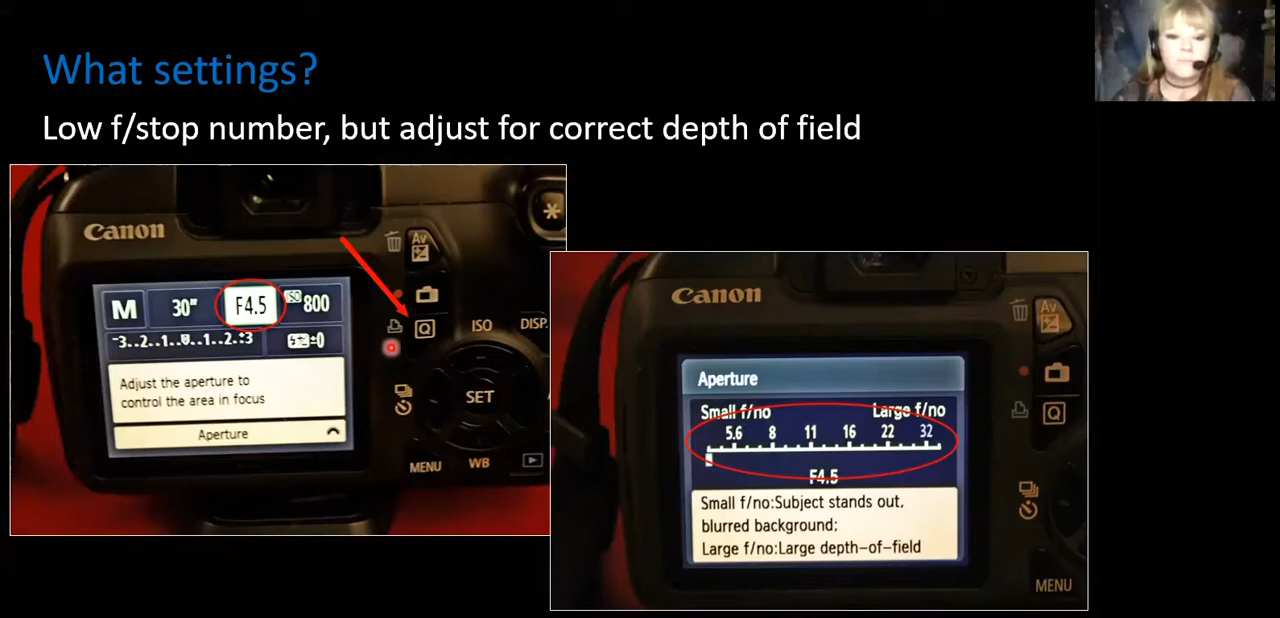 What settings?
Low f/stop number, but adjust for correct depth of field
Canon
Av
M 30" F4.5 ISO 800
-3..2..1..0..1..2.:+3 ±0
Adjust the aperture to
control the area in focus
Aperture
Q ISO DISP.
SET
MENU WB
Canon
Av
Aperture
Small f/no Large f/no
5.6 8 11 16 22 32
F4.5
Small f/no:Subject stands out,
blurred background;
Large f/no:Large depth-of-field
Q
MENU